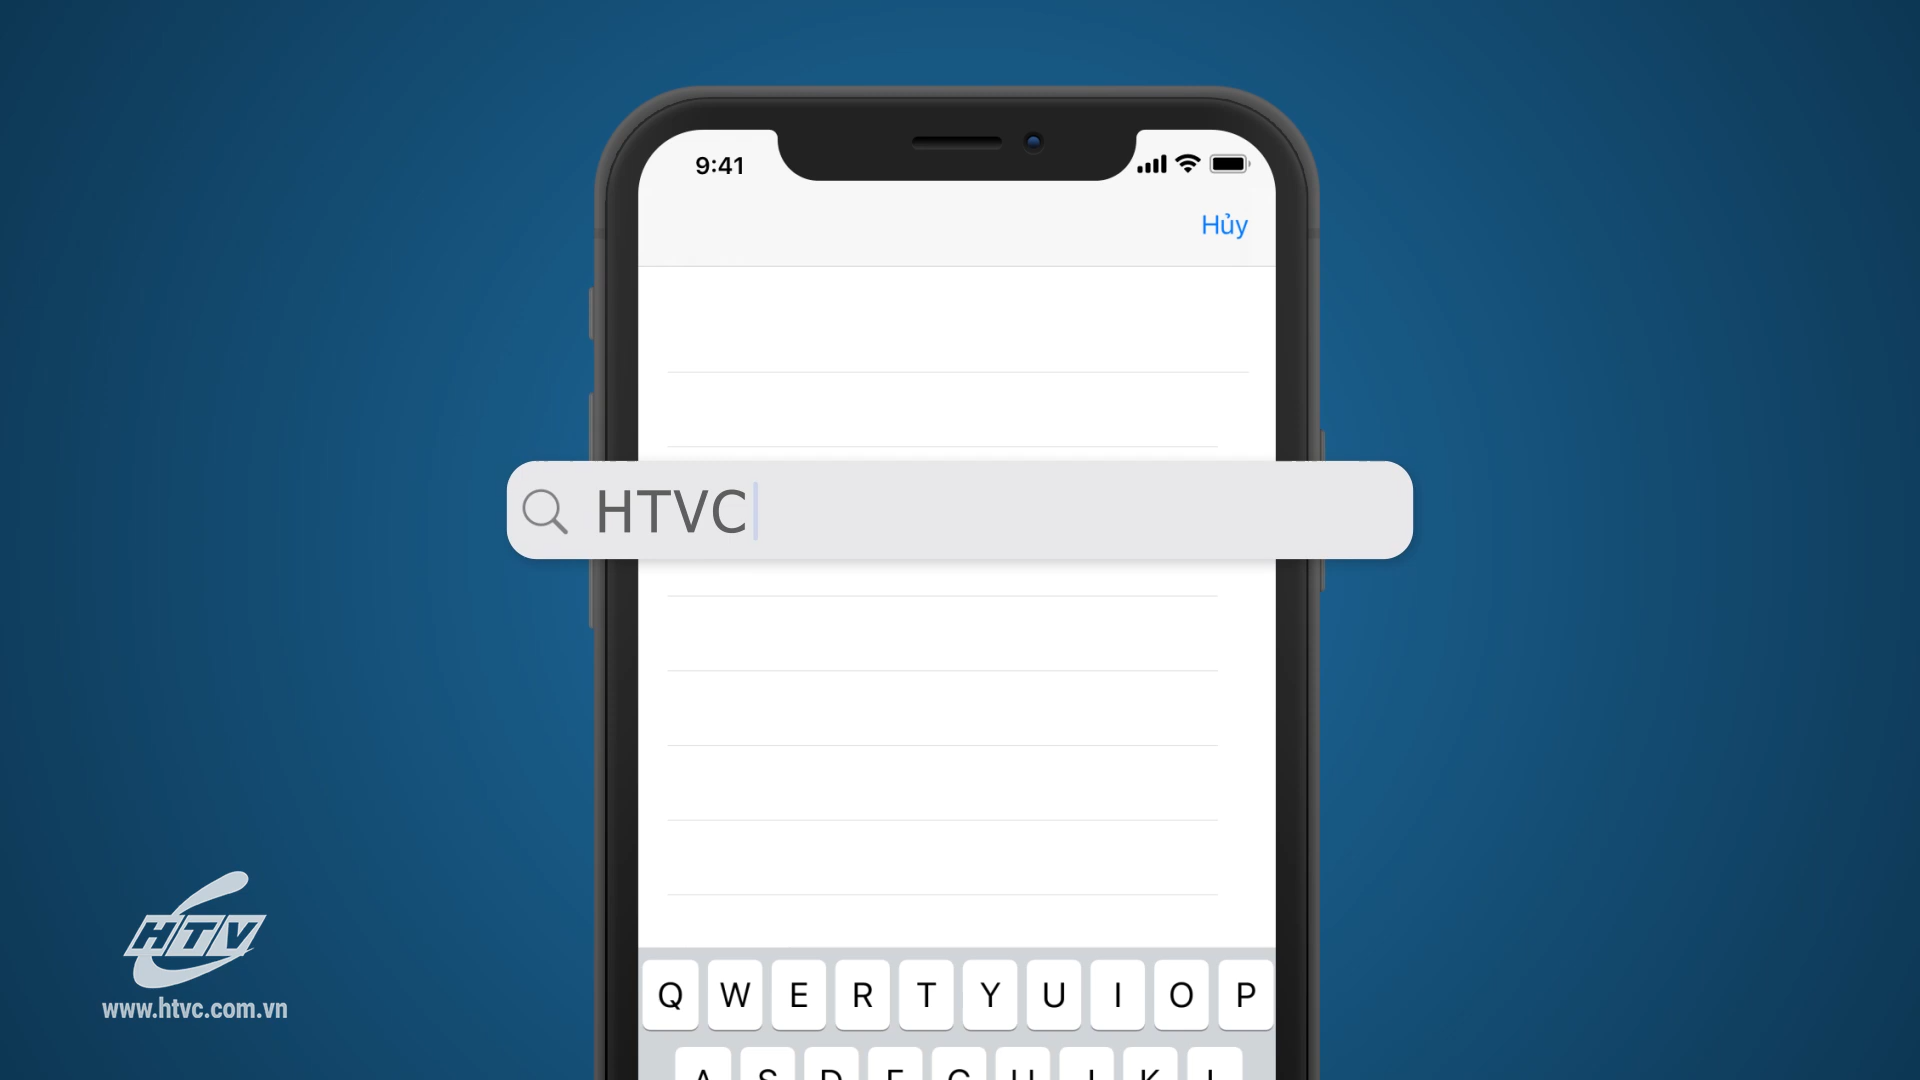 9:41
Hủy
HTVC
HTV
www.htvc.com.vn
Q W E R T Y U I O P
A S D F G H J K L